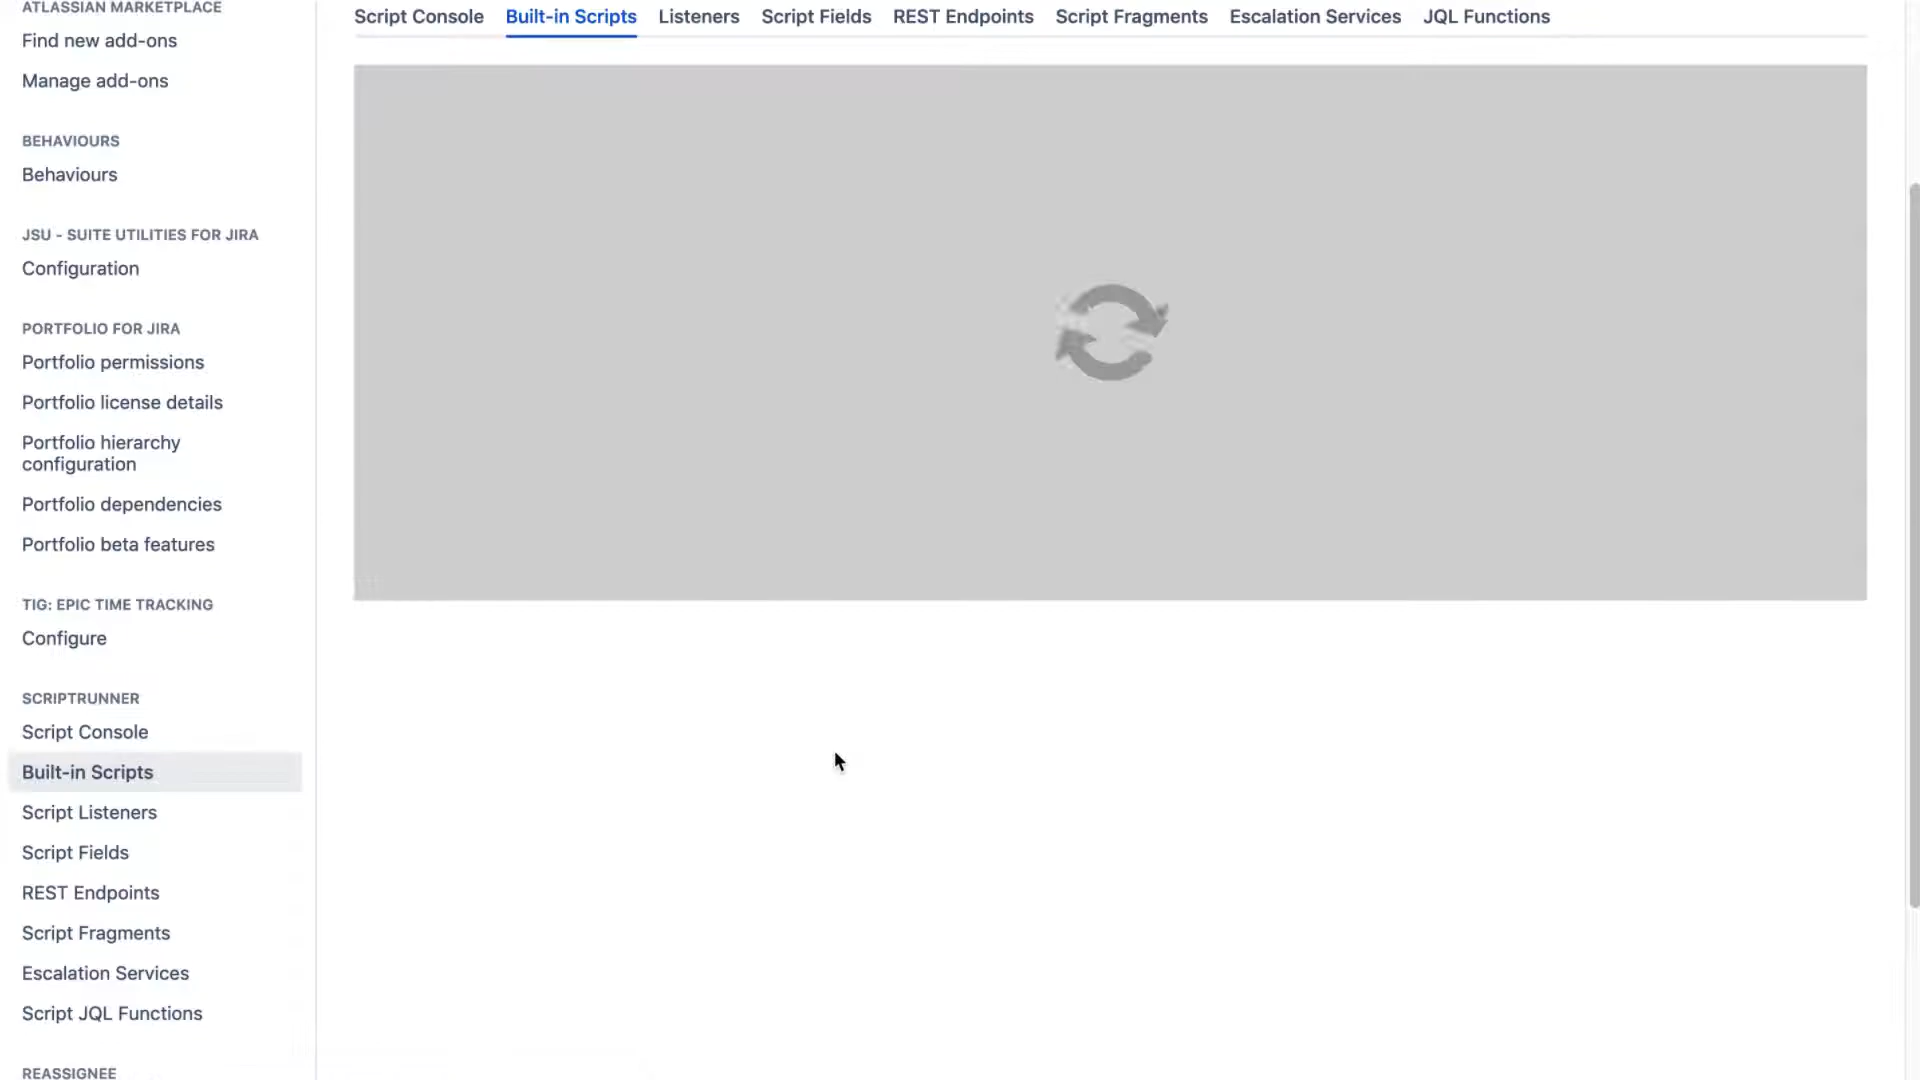 ATLASSIAN MARKETPLACE
Find new add-ons
Manage add-ons
BEHAVIOURS
Behaviours
JSU - SUITE UTILITIES FOR JIRA
Configuration
PORTFOLIO FOR JIRA
Portfolio permissions
Portfolio license details
Portfolio hierarchy
configuration
Portfolio dependencies
Portfolio beta features
TIG: EPIC TIME TRACKING
Configure
SCRIPTRUNNER
Script Console
Built-in Scripts
Script Listeners
Script Fields
REST Endpoints
Script Fragments
Escalation Services
Script JQL Functions
REASSIGNEE
Script Console Built-in Scripts Listeners Script Fields REST Endpoints Script Fragments Escalation Services JQL Functions